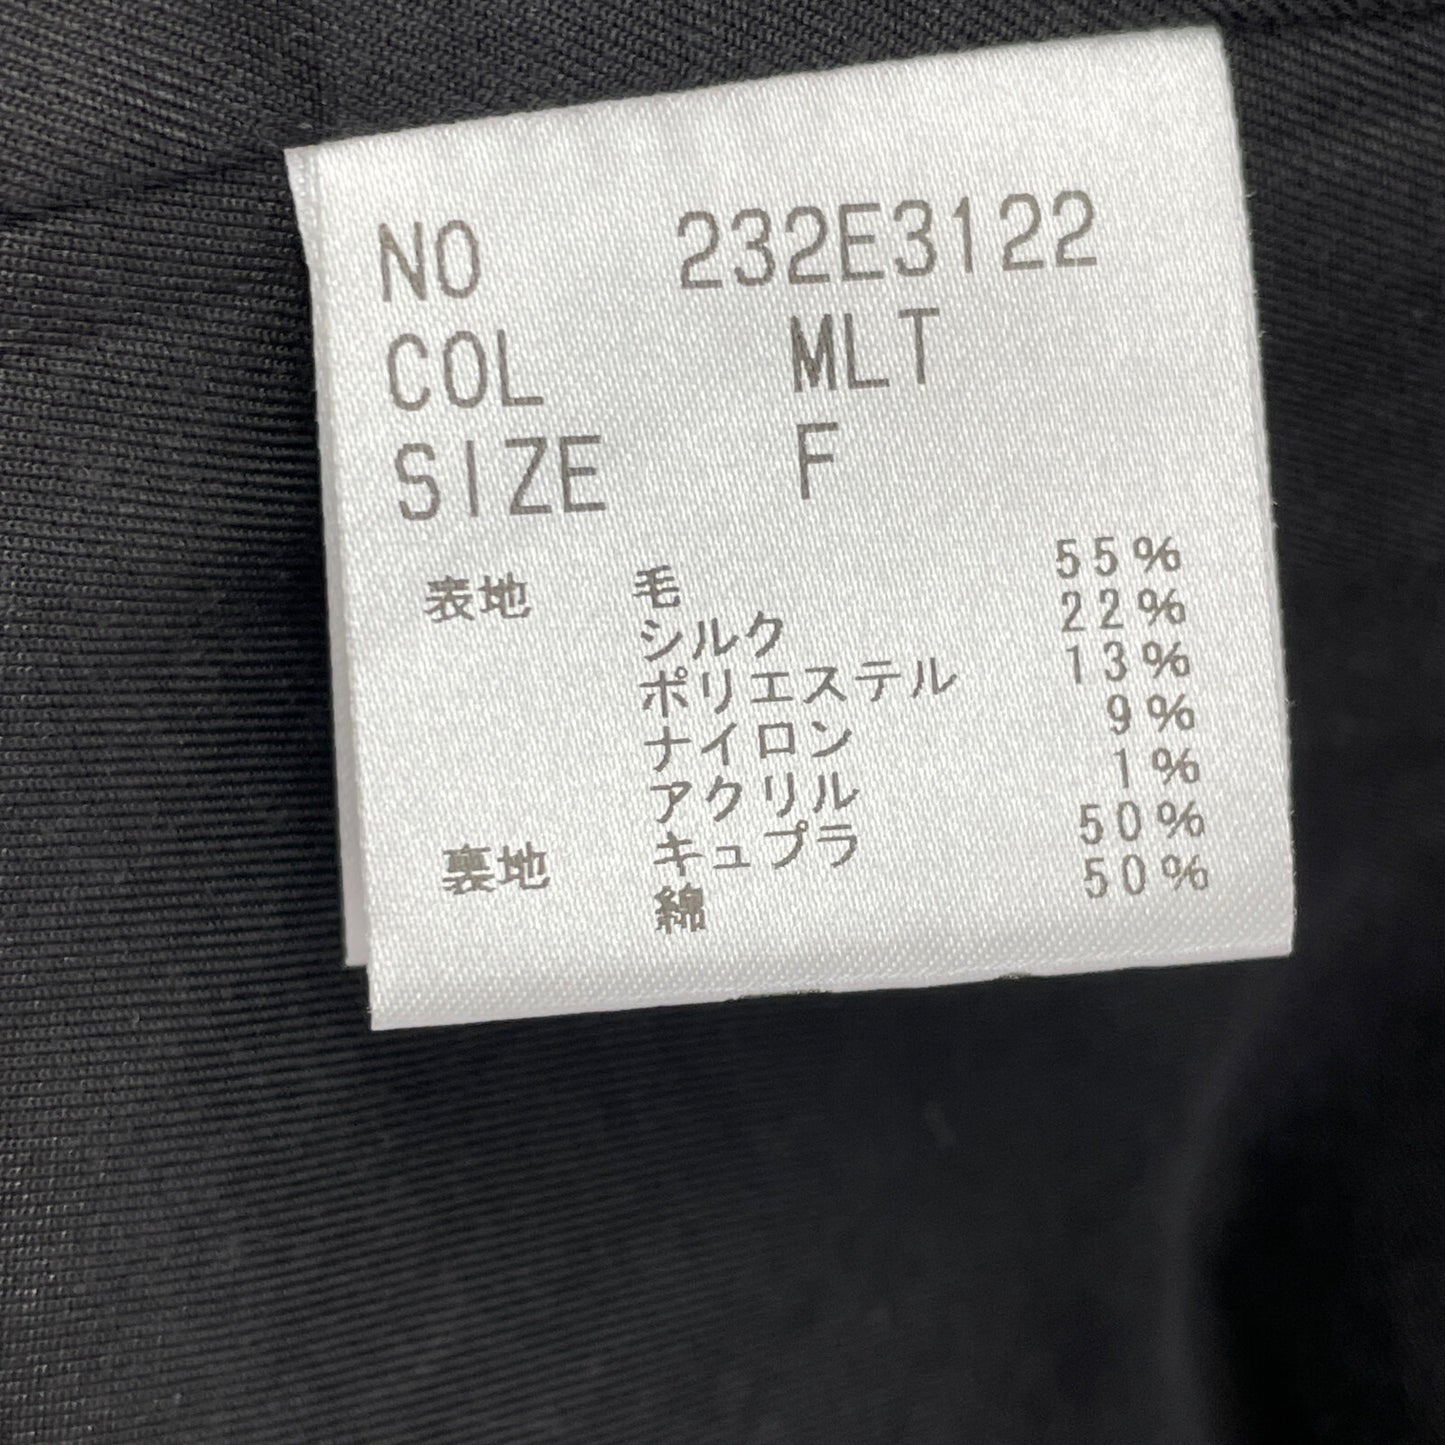 NO 232E3122
COL MLT
SIZE F
表地 毛 55%
シルク 22%
ポリエステル 13%
ナイロン 9%
アクリル 1%
裏地 キュプラ 50%
綿 50%